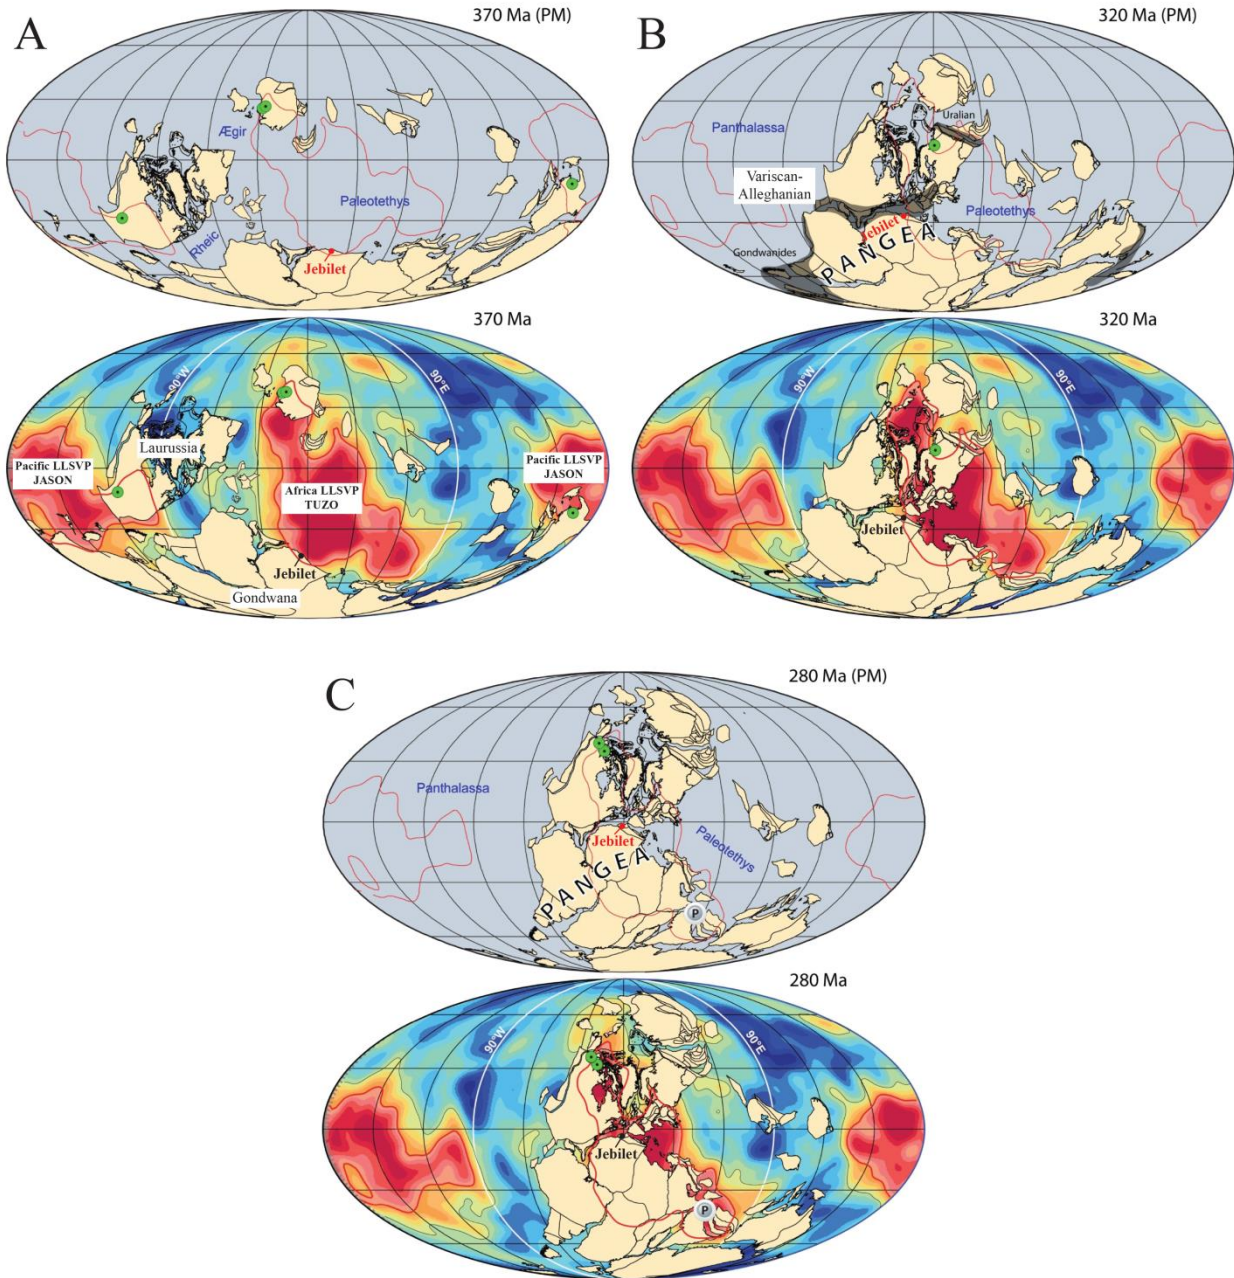 A
370 Ma (PM)
Ægir
Paleotethys
Rheic
Jebilet
370 Ma
90°W
90°E
Laurussia
Pacific LLSVP
JASON
Africa LLSVP
TUZO
Pacific LLSVP
JASON
Jebilet
Gondwana
B
320 Ma (PM)
Panthalassa
Uralian
Variscan-
Alleghanian
Paleotethys
Jebilet
Gondwanides
PANGEA
320 Ma
90°W
90°E
Jebilet
C
280 Ma (PM)
Panthalassa
Jebilet
Paleotethys
PANGEA
P
280 Ma
90°W
90°E
Jebilet
P